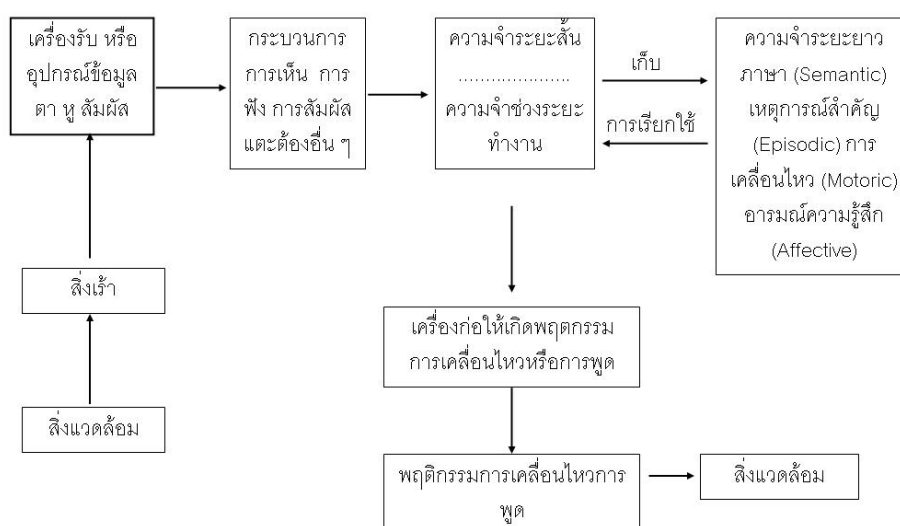 เครื่องรับ หรือ
อุปกรณ์ข้อมูล
ตา หู สัมผัส
กระบวนการ
การเห็น การ
ฟัง การสัมผัส
แตะต้องอื่น ๆ
ความจำระยะสั้น
.....................
ความจำช่วงระยะ
ทำงาน
เก็บ
การเรียกใช้
ความจำระยะยาว
ภาษา (Semantic)
เหตุการณ์สำคัญ
(Episodic) การ
เคลื่อนไหว (Motoric)
อารมณ์ความรู้สึก
(Affective)
สิ่งเร้า
สิ่งแวดล้อม
เครื่องก่อให้เกิดพฤตกรรม
การเคลื่อนไหวหรือการพูด
พฤติกรรมการเคลื่อนไหวการ
พูด
สิ่งแวดล้อม